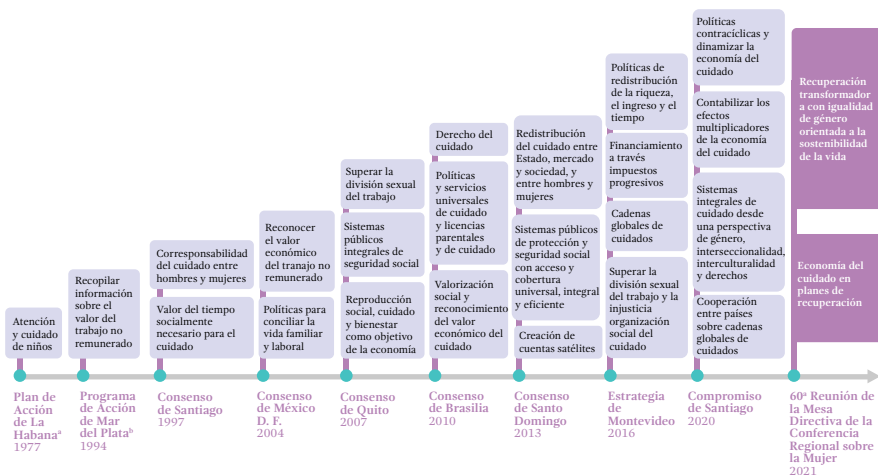 Atención
y cuidado
de niños
Recopilar
información
sobre el
valor del
trabajo no
remunerado
Corresponsabilidad
del cuidado entre
hombres y mujeres
Valor del tiempo
socialmente
necesario para el
cuidado
Reconocer
el valor
económico
del tranajo no
remunerado
Políticas para
conciliar la
vida familiar
y laboral
Superar la
división sexual
del trabajo
Sistemas
públicos
integrales de
seguridad social
Reproducción
social, cuidado
y bienestar
como objetivo
de la economía
Derecho del
cuidado
Políticas
y servicios
universales
de cuidado
y licencias
parentales
y de cuidado
Valorización
social y
reconocimiento
del valor
económico del
cuidado
Redistribución
del cuidado entre
Estado, mercado
y sociedad, y
entre hombres y
mujeres
Sistemas públicos
de protección y
seguridad social
con acceso y
cobertura
universal, integral
y eficiente
Creación de
cuentas satélites
Políticas de
redistribución
de la riqueza,
el ingreso y el
tiempo
Financiamiento
a través
impuestos
progresivos
Cadenas
globales de
cuidados
Superar la
división sexual
del trabajo y la
injusticia
organización
social del
cuidado
Políticas
contracíclicas y
dinamizar la
economía del
cuidado
Contabilizar los
efectos
multiplicadores
de la economía
del cuidado
Sistemas
integrales de
cuidado desde
una perspectiva
de género,
interseccionalidad,
interculturalidad
y derechos
Cooperación
entre países
sobre cadenas
globales de
cuidados
Recuperación
transformador
a con igualdad
de género
orientada a la
sostenibilidad
de la vida
Economía del
cuidado en
planes de
recuperación
Plan de
Acción
de La
Habanaª
1977
Programa
de Acción
de Mar
del Plataᵇ
1994
Consenso
de Santiago
1997
Consenso
de México
D. F.
2004
Consenso
de Quito
2007
Consenso
de Brasilia
2010
Consenso
de Santo
Domingo
2013
Estrategia
de
Montevideo
2016
Compromiso
de Santiago
2020
60ª Reunión de
la Mesa
Directiva de la
Conferencia
Regional sobre
la Mujer
2021